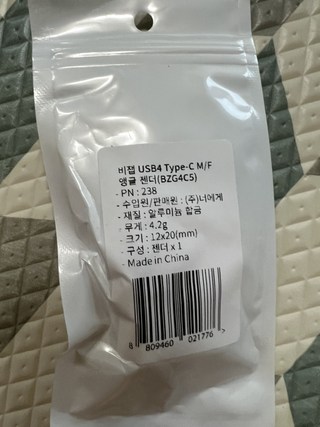 비잽 USB4 Type-C M/F
앵글 젠더(BZG4C5)
- PN : 238
- 수입원/판매원 : (주)너에게
- 재질 : 알루미늄 합금
- 무게 : 4.2g
- 크기 : 12x20(mm)
- 구성 : 젠더 x 1
- Made in China
8 809460 021776 >